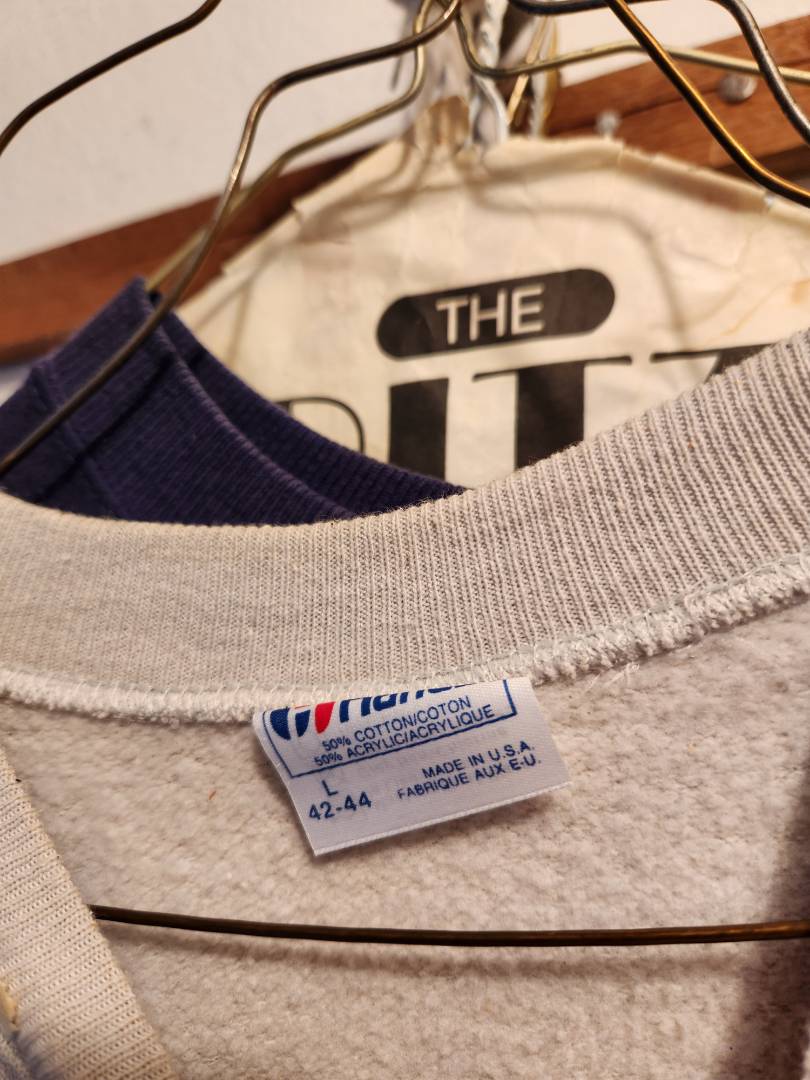 THE
50% COTTON/COTON
50% ACRYLIC/ACRYLIQUE
L
42-44
MADE IN U.S.A.
FABRIQUE AUX E.U.